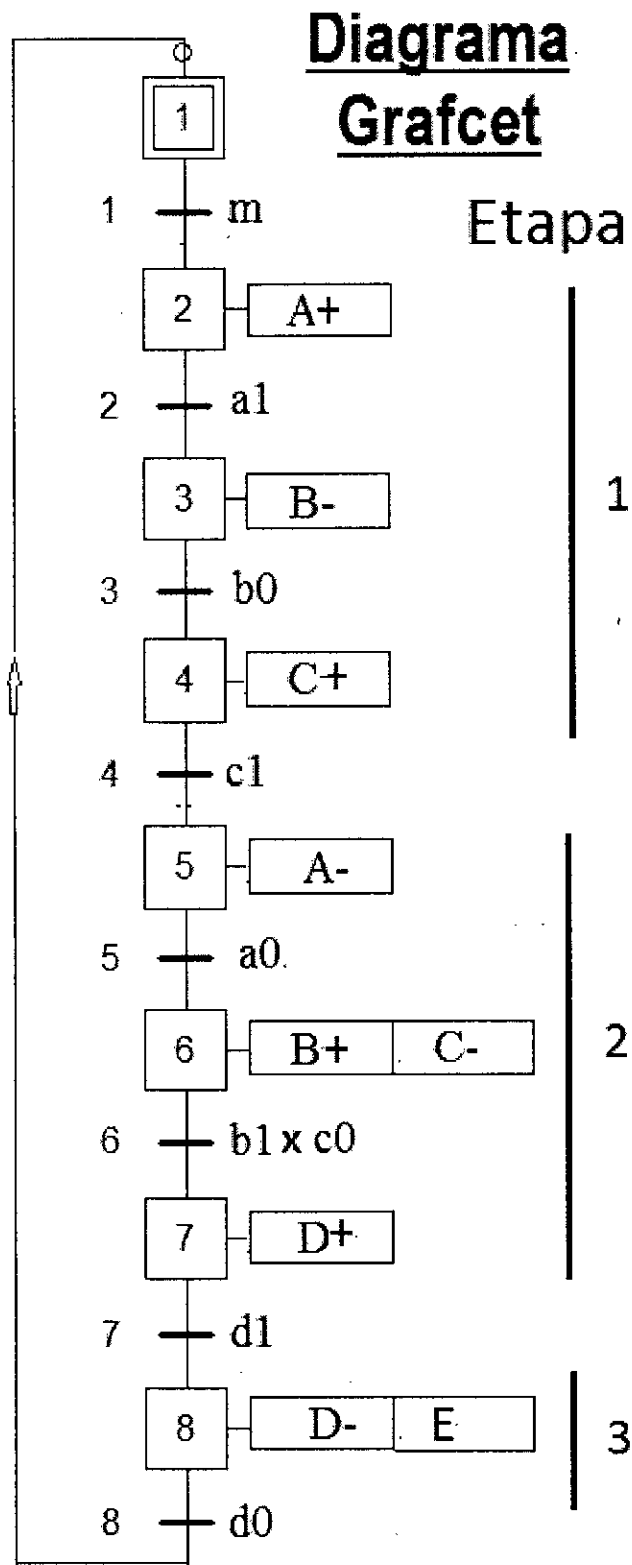 Diagrama
Grafcet
1
1 m
Etapa
2 A+
2 a1
3 B-
1
3 b0
4 C+
4 c1
5 A-
5 a0
6 B+ C-
2
6 b1 x c0
7 D+
7 d1
8 D- E
3
8 d0